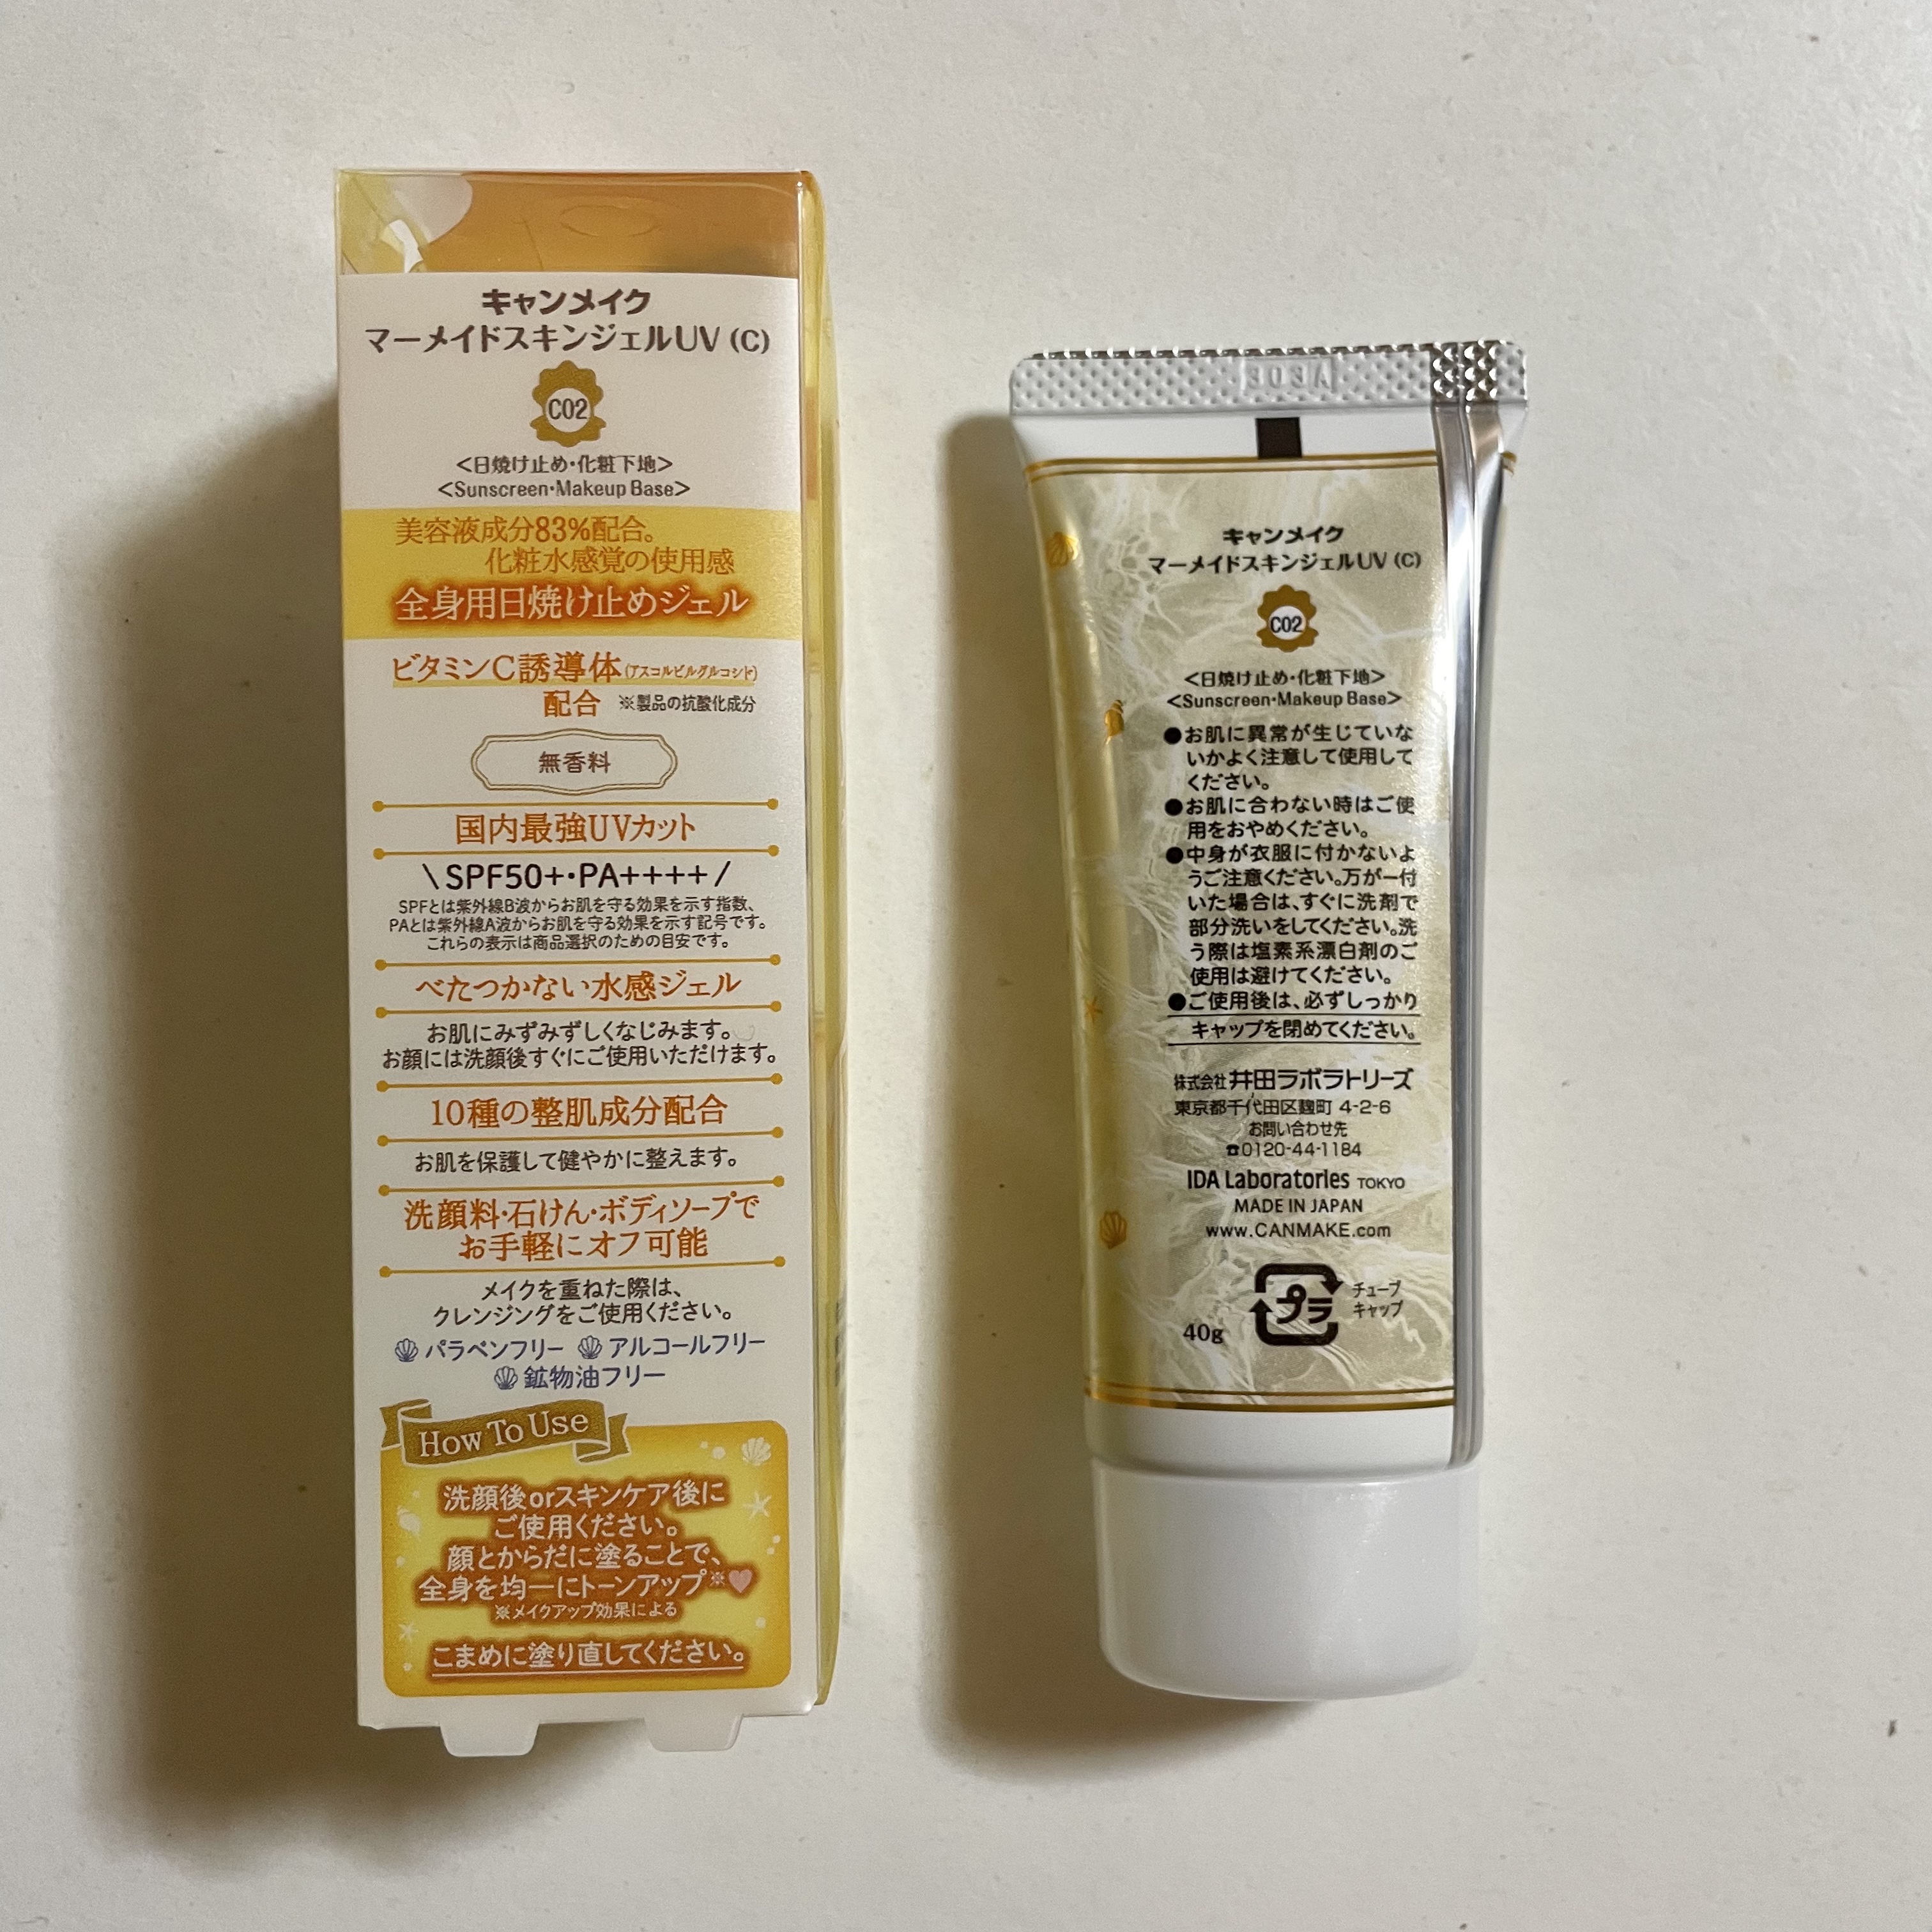 キャンメイク
マーメイドスキンジェルUV (C)
C02
<日焼け止め・化粧下地>
<Sunscreen・Makeup Base>
美容液成分83%配合。
化粧水感覚の使用感
全身用日焼け止めジェル
ビタミンC誘導体(アスコルビルグルコシド)
配合 ※製品の抗酸化成分
無香料
国内最強UVカット
\SPF50+・PA++++/
SPFとは紫外線B波からお肌を守る効果を示す指数、
PAとは紫外線A波からお肌を守る効果を示す記号です。
これらの表示は商品選択のための目安です。
べたつかない水感ジェル
お肌にみずみずしくなじみます。
お顔には洗顔後すぐにご使用いただけます。
10種の整肌成分配合
お肌を保護して健やかに整えます。
洗顔料・石けん・ボディソープで
お手軽にオフ可能
メイクを重ねた際は、
クレンジングをご使用ください。
パラベンフリー アルコールフリー
鉱物油フリー
How To Use
洗顔後orスキンケア後に
ご使用ください。
顔とからだに塗ることで、
全身を均一にトーンアップ※
※メイクアップ効果による
こまめに塗り直してください。
キャンメイク
マーメイドスキンジェルUV (C)
C02
<日焼け止め・化粧下地>
<Sunscreen・Makeup Base>
●お肌に異常が生じていな
いかよく注意して使用して
ください。
●お肌に合わない時はご使
用をおやめください。
●中身が衣服に付かないよ
うご注意ください。万が一付
いた場合は、すぐに洗剤で
部分洗いをしてください。洗
う際は塩素系漂白剤のご
使用は避けてください。
●ご使用後は、必ずしっかり
キャップを閉めてください。
株式会社 井田ラボラトリーズ
東京都千代田区麹町 4-2-6
お問い合わせ先
☎0120-44-1184
IDA Laboratories TOKYO
MADE IN JAPAN
www.CANMAKE.com
プラ
チューブ
キャップ
40g